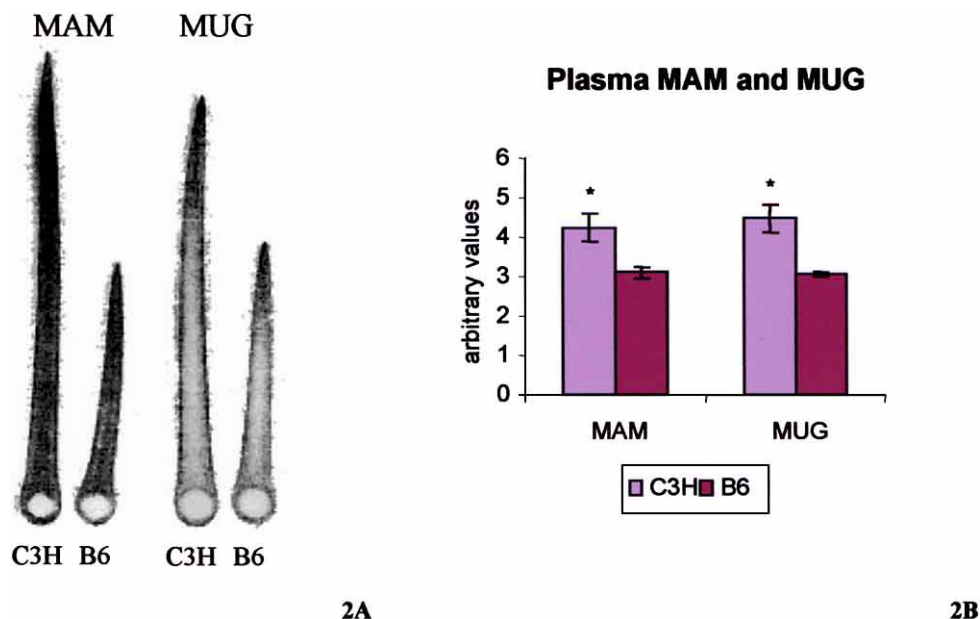 MAM MUG
C3H B6 C3H B6
2A
Plasma MAM and MUG
arbitrary values
6
5
4
3
2
1
0
* *
MAM MUG
C3H B6
2B